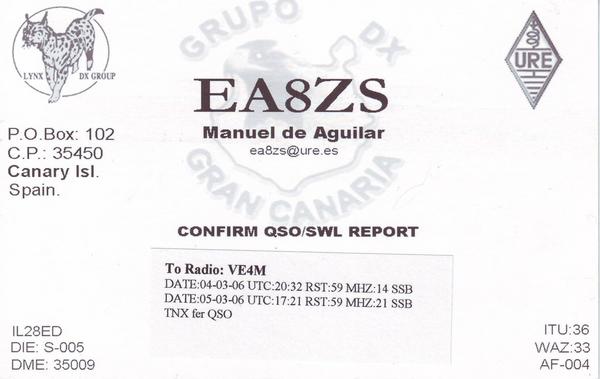 LYNX DX GROUP
GRUPO DX
GRAN CANARIA
URE
EA8ZS
Manuel de Aguilar
ea8zs@ure.es
P.O.Box: 102
C.P.: 35450
Canary Isl.
Spain.
CONFIRM QSO/SWL REPORT
To Radio: VE4M
DATE:04-03-06 UTC:20:32 RST:59 MHZ:14 SSB
DATE:05-03-06 UTC:17:21 RST:59 MHZ:21 SSB
TNX fer QSO
IL28ED
DIE: S-005
DME: 35009
ITU:36
WAZ:33
AF-004